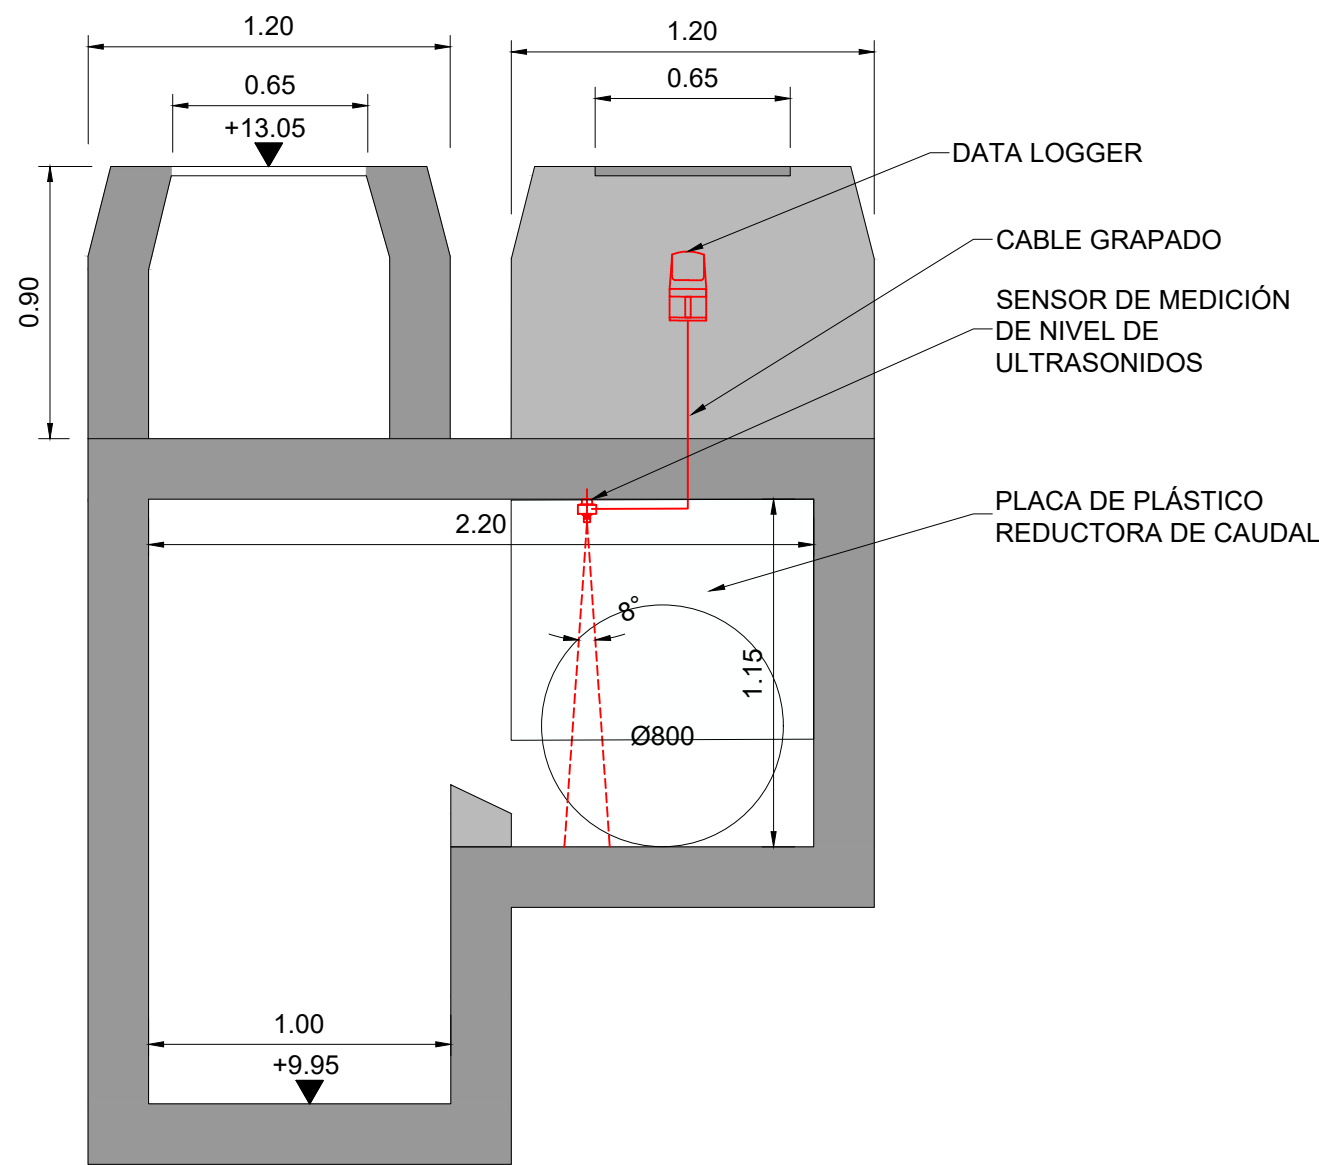 1.20
1.20
0.65
0.65
+13.05
DATA LOGGER
CABLE GRAPADO
0.90
SENSOR DE MEDICIÓN
DE NIVEL DE
ULTRASONIDOS
PLACA DE PLÁSTICO
REDUCTORA DE CAUDAL
2.20
8°
1.15
Ø800
1.00
+9.95